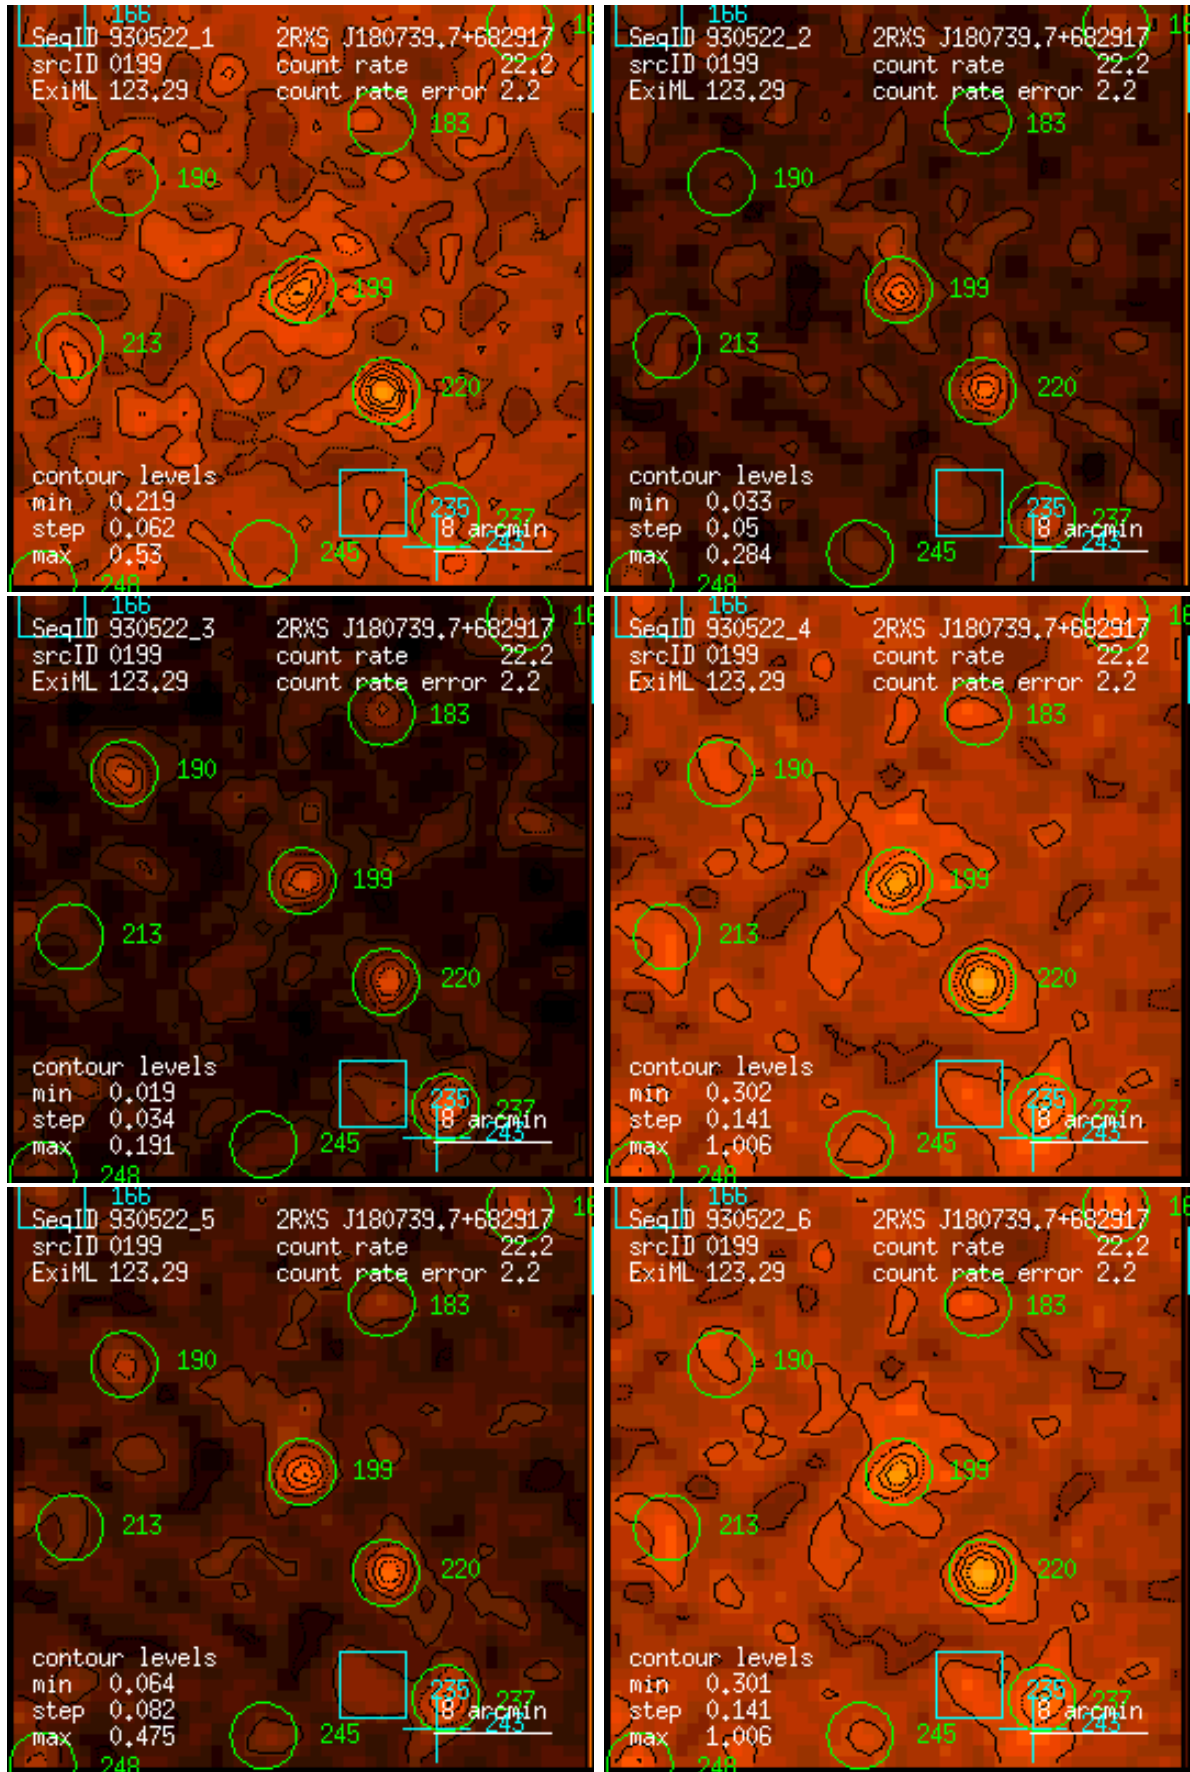 166
SeqID 930522_1 2RXS J180739.7+682917
srcID 0199 count rate 22.2
ExiML 123.29 count rate error 2.2
183
190
199
213
220
contour levels
min 0.219
step 0.062
max 0.53
235
237
8 arcmin
243
245
248
166
SeqID 930522_2 2RXS J180739.7+682917
srcID 0199 count rate 22.2
ExiML 123.29 count rate error 2.2
183
190
199
213
220
contour levels
min 0.033
step 0.05
max 0.284
235
237
8 arcmin
243
245
248
166
SeqID 930522_3 2RXS J180739.7+682917
srcID 0199 count rate 22.2
ExiML 123.29 count rate error 2.2
183
190
199
213
220
contour levels
min 0.019
step 0.034
max 0.191
235
237
8 arcmin
243
245
248
166
SeqID 930522_4 2RXS J180739.7+682917
srcID 0199 count rate 22.2
ExiML 123.29 count rate error 2.2
183
190
199
213
220
contour levels
min 0.302
step 0.141
max 1.006
235
237
8 arcmin
243
245
248
166
SeqID 930522_5 2RXS J180739.7+682917
srcID 0199 count rate 22.2
ExiML 123.29 count rate error 2.2
183
190
199
213
220
contour levels
min 0.064
step 0.082
max 0.475
235
237
8 arcmin
243
245
248
166
SeqID 930522_6 2RXS J180739.7+682917
srcID 0199 count rate 22.2
ExiML 123.29 count rate error 2.2
183
190
199
213
220
contour levels
min 0.301
step 0.141
max 1.006
235
237
8 arcmin
243
245
248